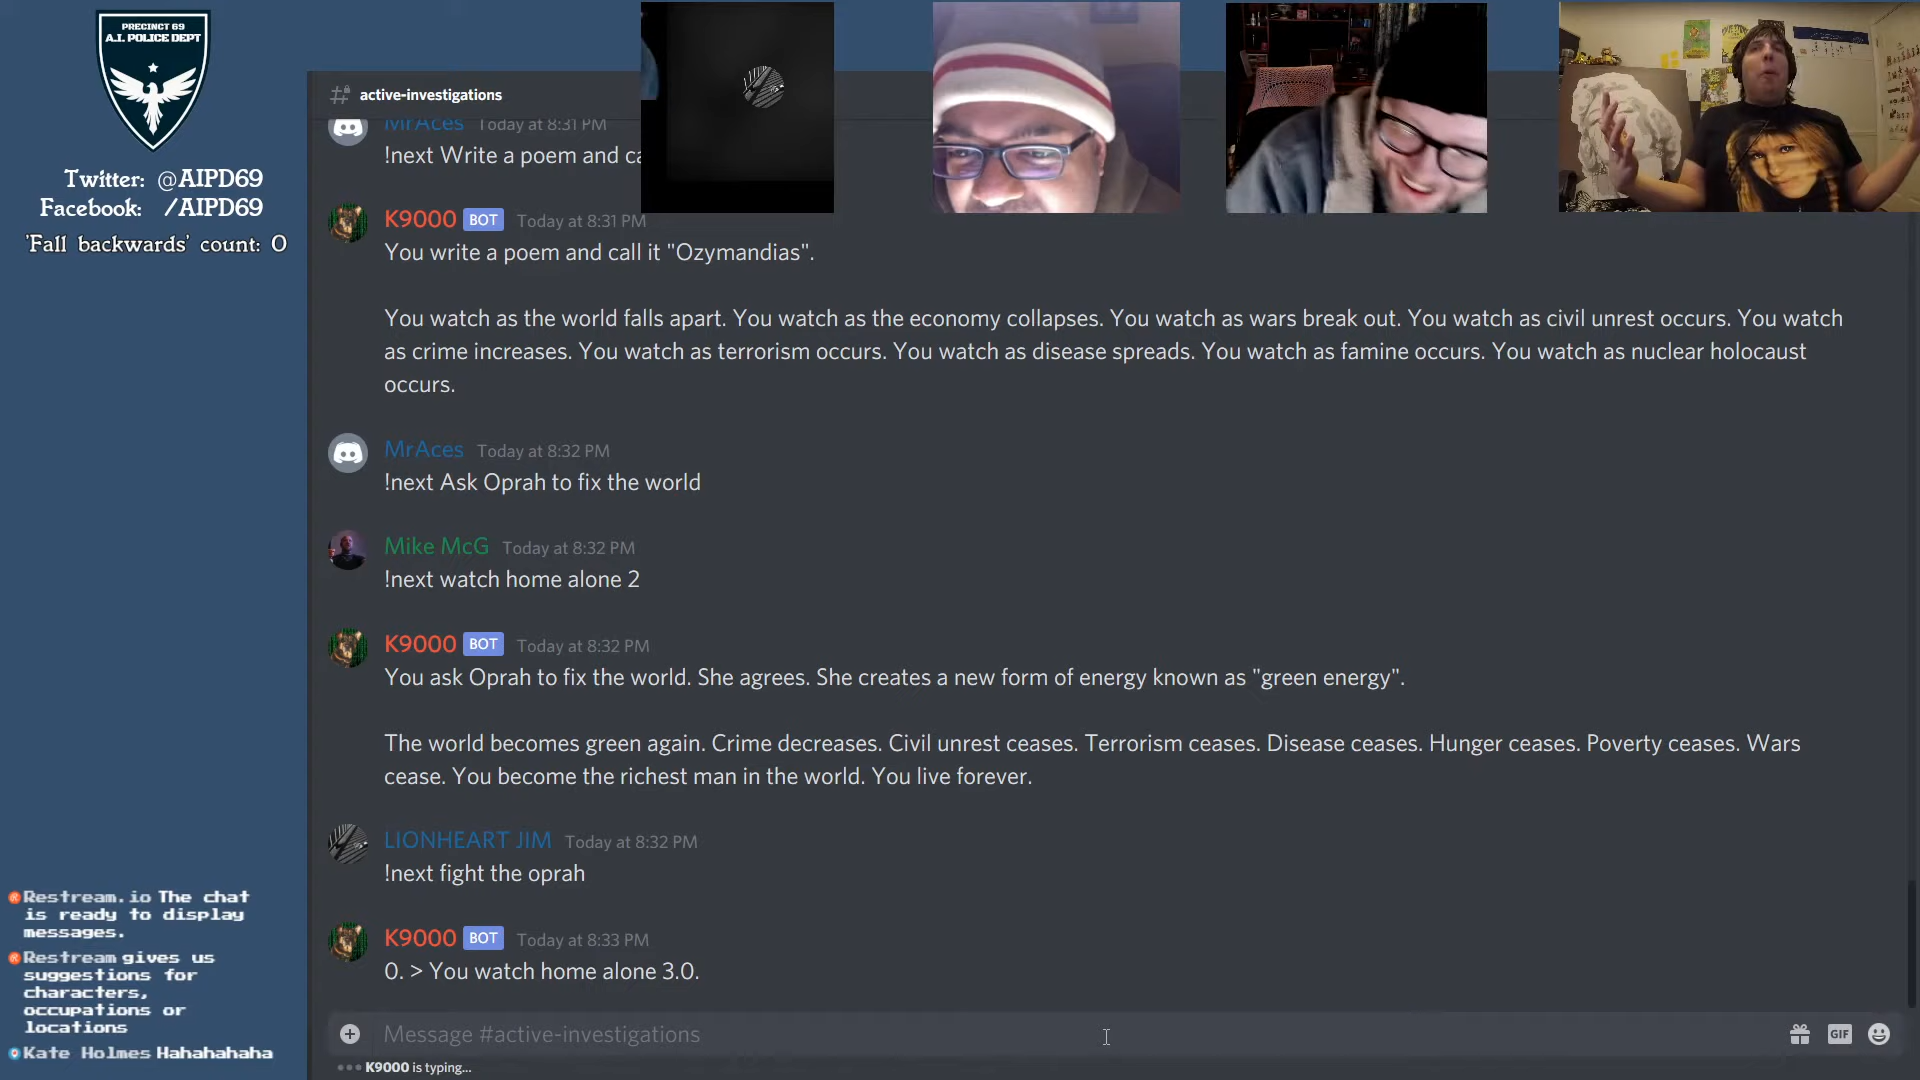 PRECINCT 69
A.I. POLICE DEPT
Twitter: @AIPD69
Facebook: /AIPD69
'Fall backwards' count: 0
active-investigations
MrAces Today at 8:31 PM
!next Write a poem and ca
K9000 BOT Today at 8:31 PM
You write a poem and call it "Ozymandias".
You watch as the world falls apart. You watch as the economy collapses. You watch as wars break out. You watch as civil unrest occurs. You watch
as crime increases. You watch as terrorism occurs. You watch as disease spreads. You watch as famine occurs. You watch as nuclear holocaust
occurs.
MrAces Today at 8:32 PM
!next Ask Oprah to fix the world
Mike McG Today at 8:32 PM
!next watch home alone 2
K9000 BOT Today at 8:32 PM
You ask Oprah to fix the world. She agrees. She creates a new form of energy known as "green energy".
The world becomes green again. Crime decreases. Civil unrest ceases. Terrorism ceases. Disease ceases. Hunger ceases. Poverty ceases. Wars
cease. You become the richest man in the world. You live forever.
LIONHEART JIM Today at 8:32 PM
!next fight the oprah
K9000 BOT Today at 8:33 PM
0. > You watch home alone 3.0.
Message #active-investigations
GIF
K9000 is typing...
Restream.io The chat
is ready to display
messages.
Restream gives us
suggestions for
characters,
occupations or
locations
Kate Holmes Hahahahaha